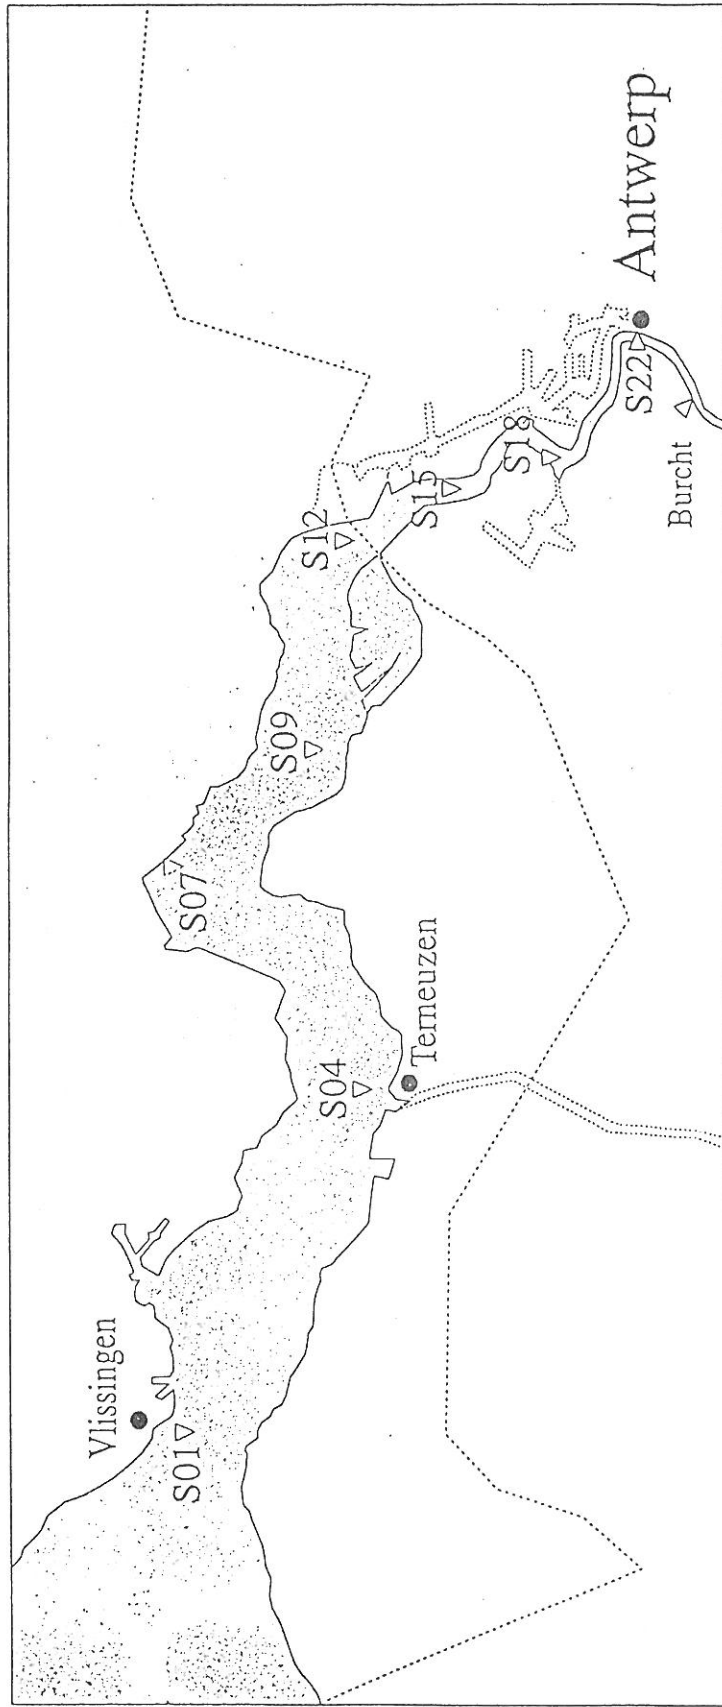 Vlissingen
S01
S04
Terneuzen
S07
S09
S12
S15
S18
S22
Antwerp
Burcht